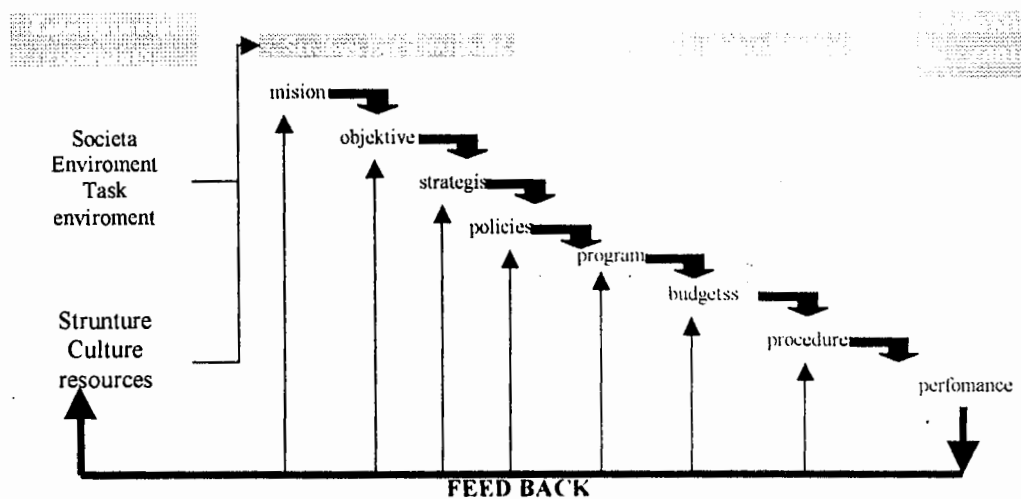 mision
objektive
strategis
policies
program
budgetss
procedure
perfomance
Societa
Enviroment
Task
enviroment
Strunture
Culture
resources
FEED BACK